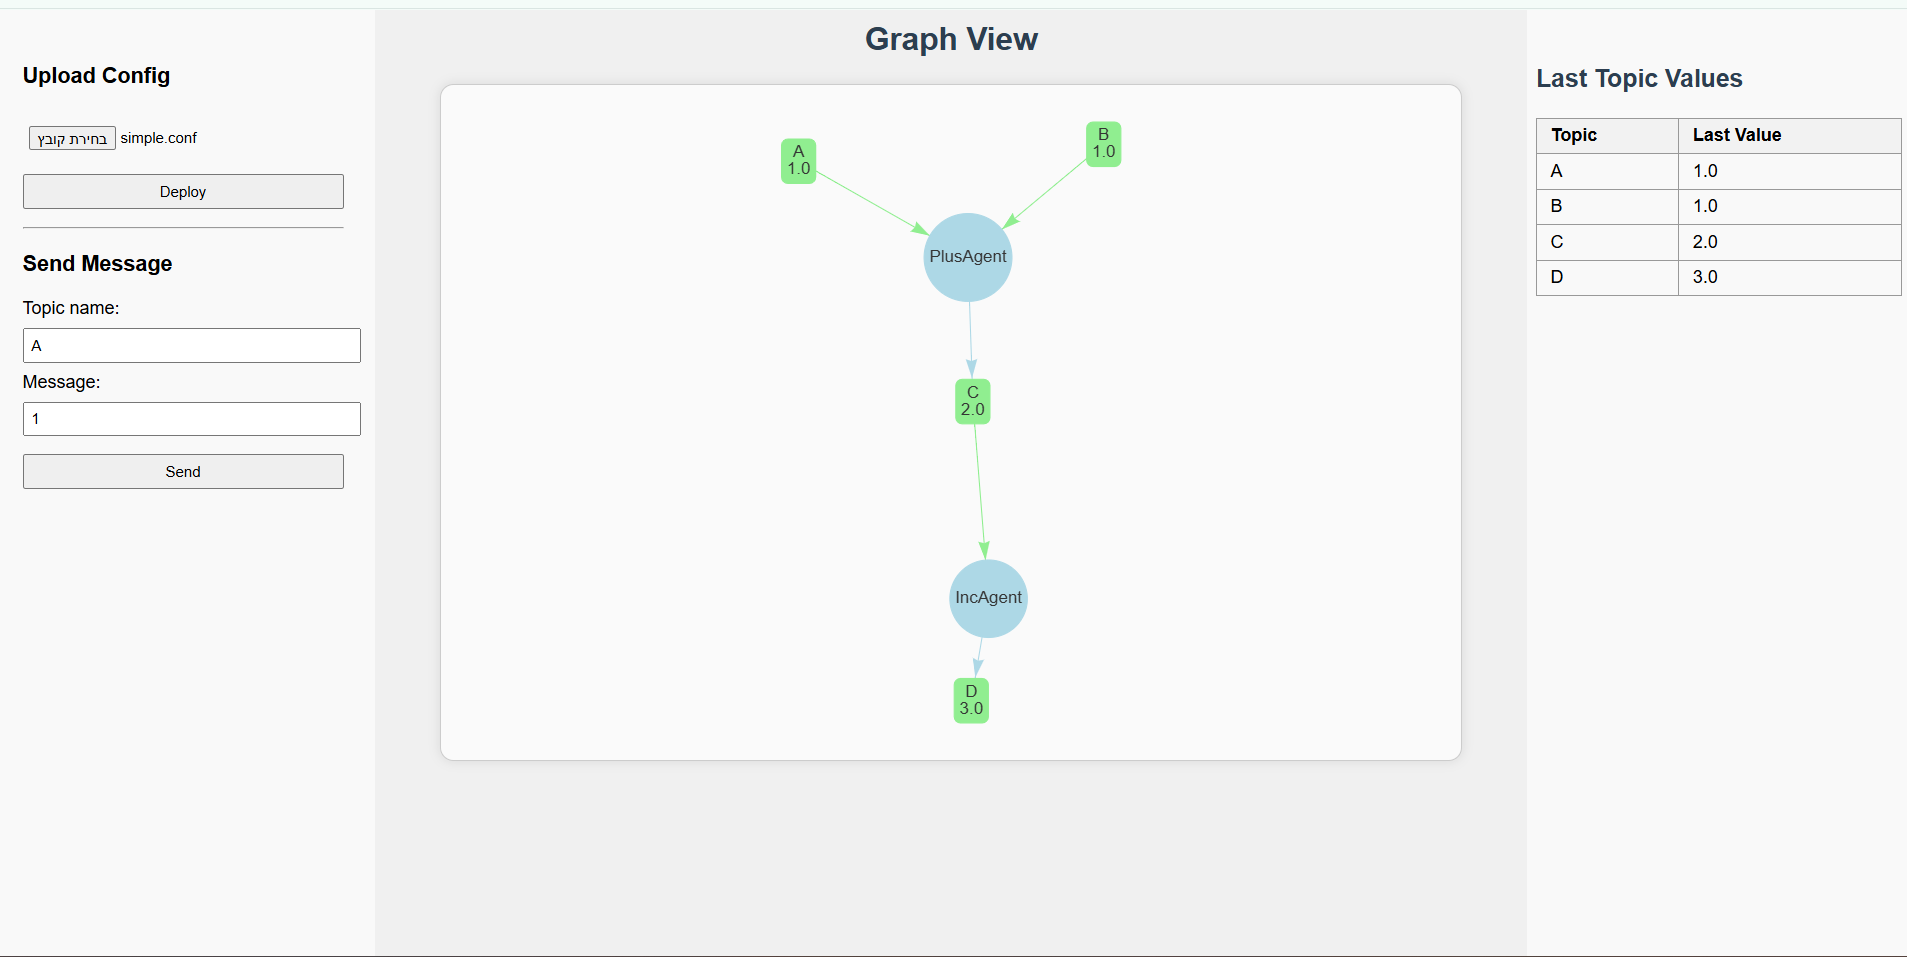 Upload Config
בחירת קובץ simple.conf
Deploy
Send Message
Topic name:
A
Message:
1
Send
Graph View
A
1.0
B
1.0
PlusAgent
C
2.0
IncAgent
D
3.0
Last Topic Values
Topic Last Value
A 1.0
B 1.0
C 2.0
D 3.0